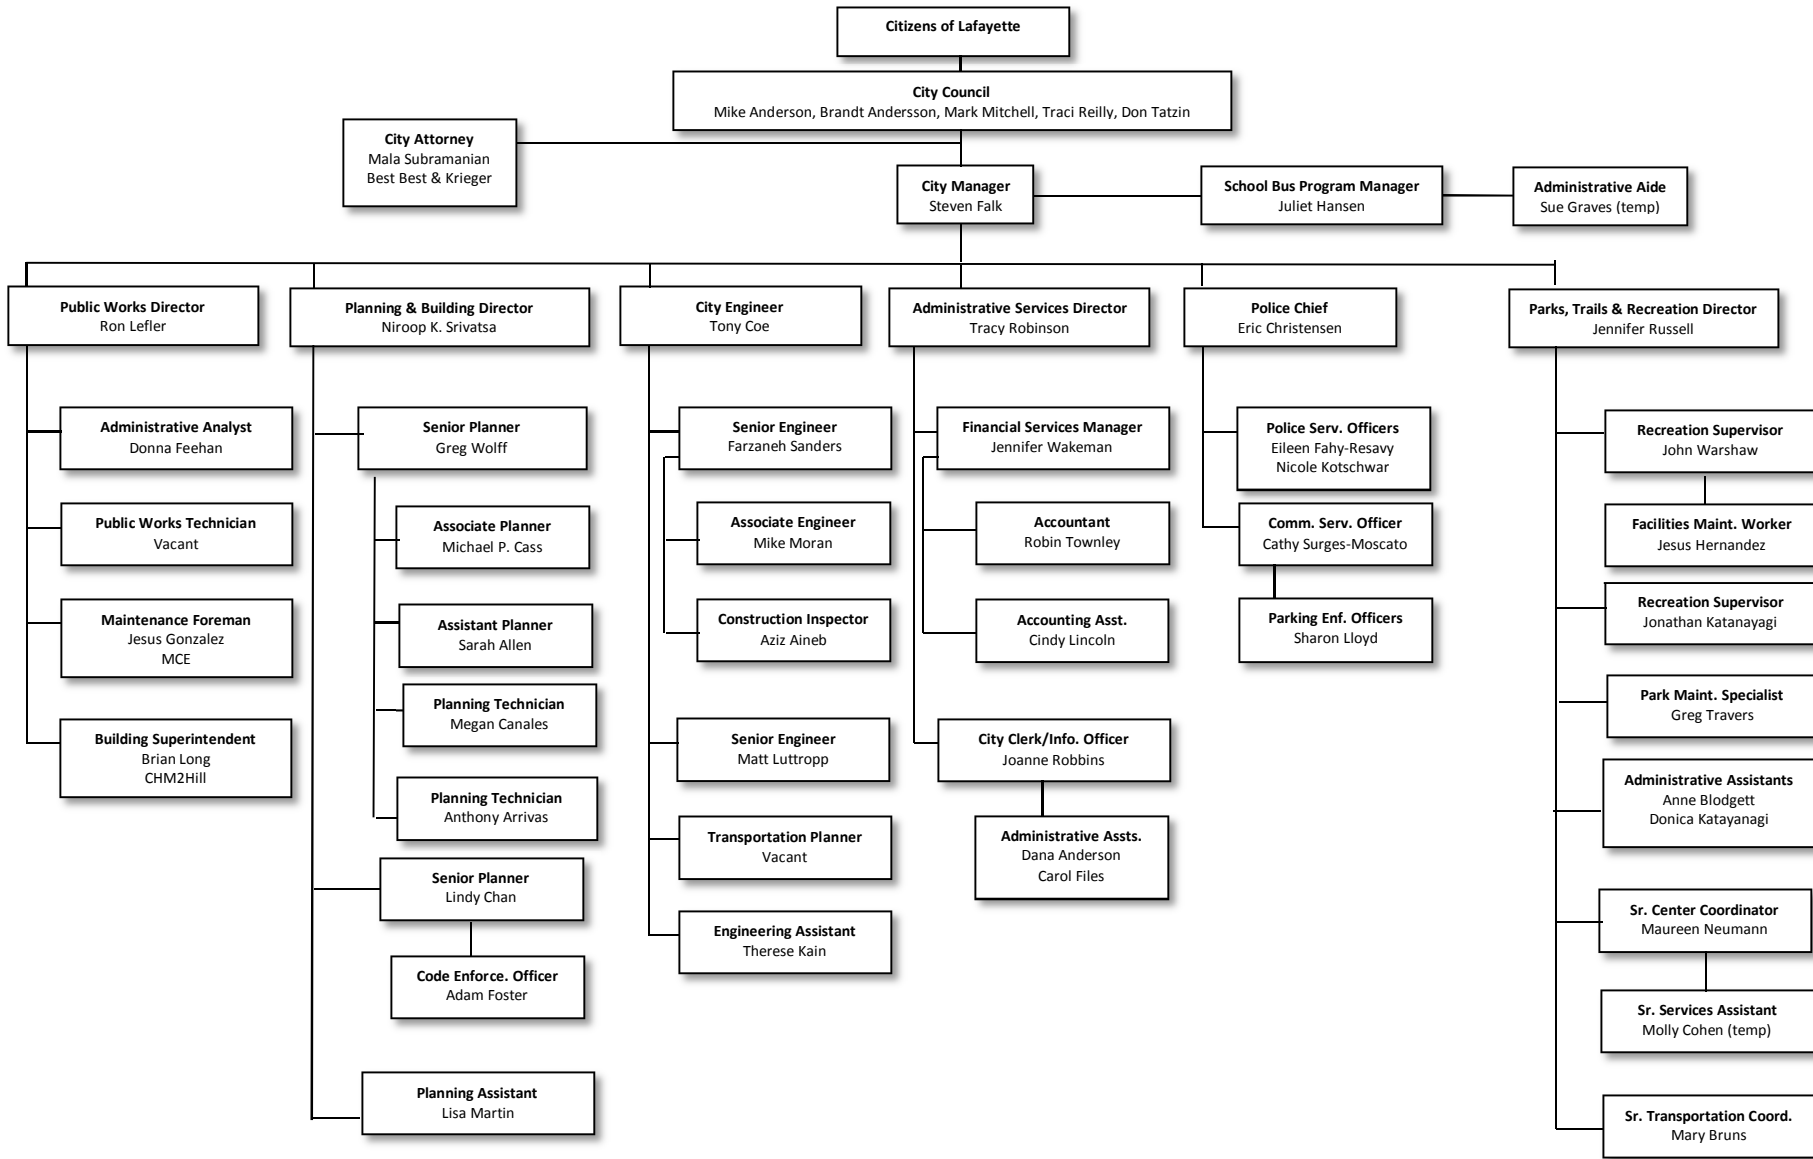 Citizens of Lafayette
City Council
Mike Anderson, Brandt Andersson, Mark Mitchell, Traci Reilly, Don Tatzin
City Attorney
Mala Subramanian
Best Best & Krieger
City Manager
Steven Falk
School Bus Program Manager
Juliet Hansen
Administrative Aide
Sue Graves (temp)
Public Works Director
Ron Lefler
Administrative Analyst
Donna Feehan
Public Works Technician
Vacant
Maintenance Foreman
Jesus Gonzalez
MCE
Building Superintendent
Brian Long
CHM2Hill
Planning & Building Director
Niroop K. Srivatsa
Senior Planner
Greg Wolff
Associate Planner
Michael P. Cass
Assistant Planner
Sarah Allen
Planning Technician
Megan Canales
Planning Technician
Anthony Arrivas
Senior Planner
Lindy Chan
Code Enforce. Officer
Adam Foster
Planning Assistant
Lisa Martin
City Engineer
Tony Coe
Senior Engineer
Farzaneh Sanders
Associate Engineer
Mike Moran
Construction Inspector
Aziz Aineb
Senior Engineer
Matt Luttropp
Transportation Planner
Vacant
Engineering Assistant
Therese Kain
Administrative Services Director
Tracy Robinson
Financial Services Manager
Jennifer Wakeman
Accountant
Robin Townley
Accounting Asst.
Cindy Lincoln
City Clerk/Info. Officer
Joanne Robbins
Administrative Assts.
Dana Anderson
Carol Files
Police Chief
Eric Christensen
Police Serv. Officers
Eileen Fahy-Resavy
Nicole Kotschwar
Comm. Serv. Officer
Cathy Surges-Moscato
Parking Enf. Officers
Sharon Lloyd
Parks, Trails & Recreation Director
Jennifer Russell
Recreation Supervisor
John Warshaw
Facilities Maint. Worker
Jesus Hernandez
Recreation Supervisor
Jonathan Katanayagi
Park Maint. Specialist
Greg Travers
Administrative Assistants
Anne Blodgett
Donica Katayanagi
Sr. Center Coordinator
Maureen Neumann
Sr. Services Assistant
Molly Cohen (temp)
Sr. Transportation Coord.
Mary Bruns